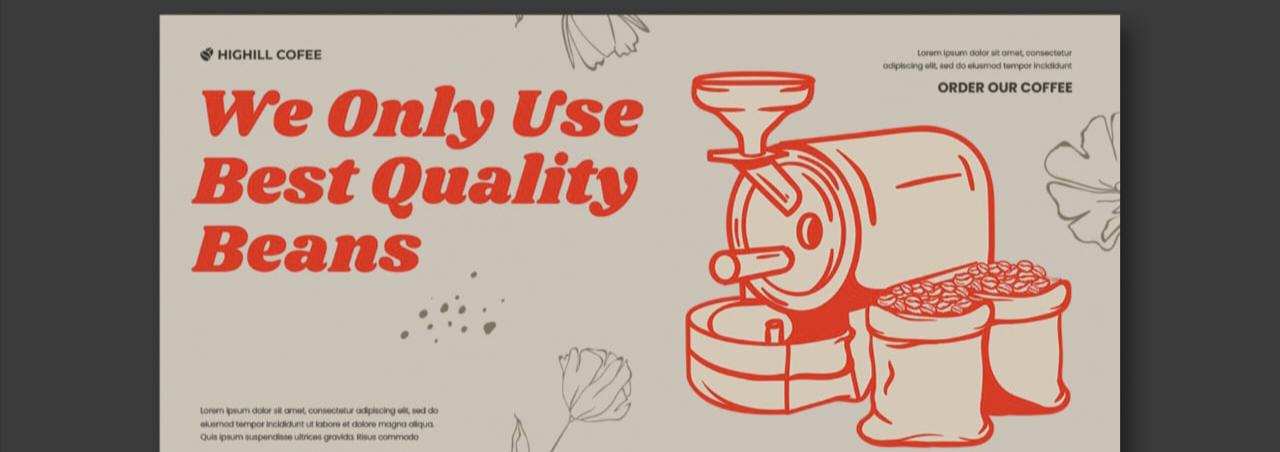 HIGHILL COFEE
We Only Use
Best Quality
Beans
Lorem ipsum dolor sit amet, consectetur
adipiscing elit, sed do eiusmod tempor incididunt
ORDER OUR COFFEE
Lorem ipsum dolor sit amet, consectetur adipiscing elit, sed do
eiusmod tempor incididunt ut labore et dolore magna aliqua.
Quis ipsum suspendisse ultrices gravida. Risus commodo